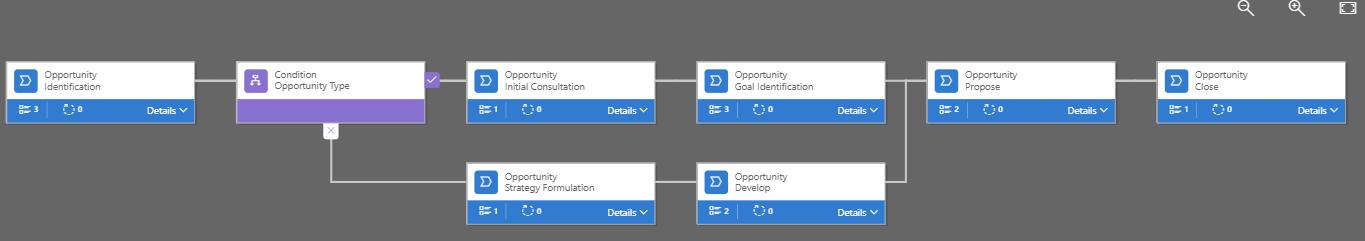 Opportunity
Identification
3 0 Details
Condition
Opportunity Type
Opportunity
Initial Consultation
1 0 Details
Opportunity
Goal Identification
3 0 Details
Opportunity
Propose
2 0 Details
Opportunity
Close
1 0 Details
Opportunity
Strategy Formulation
1 0 Details
Opportunity
Develop
2 0 Details